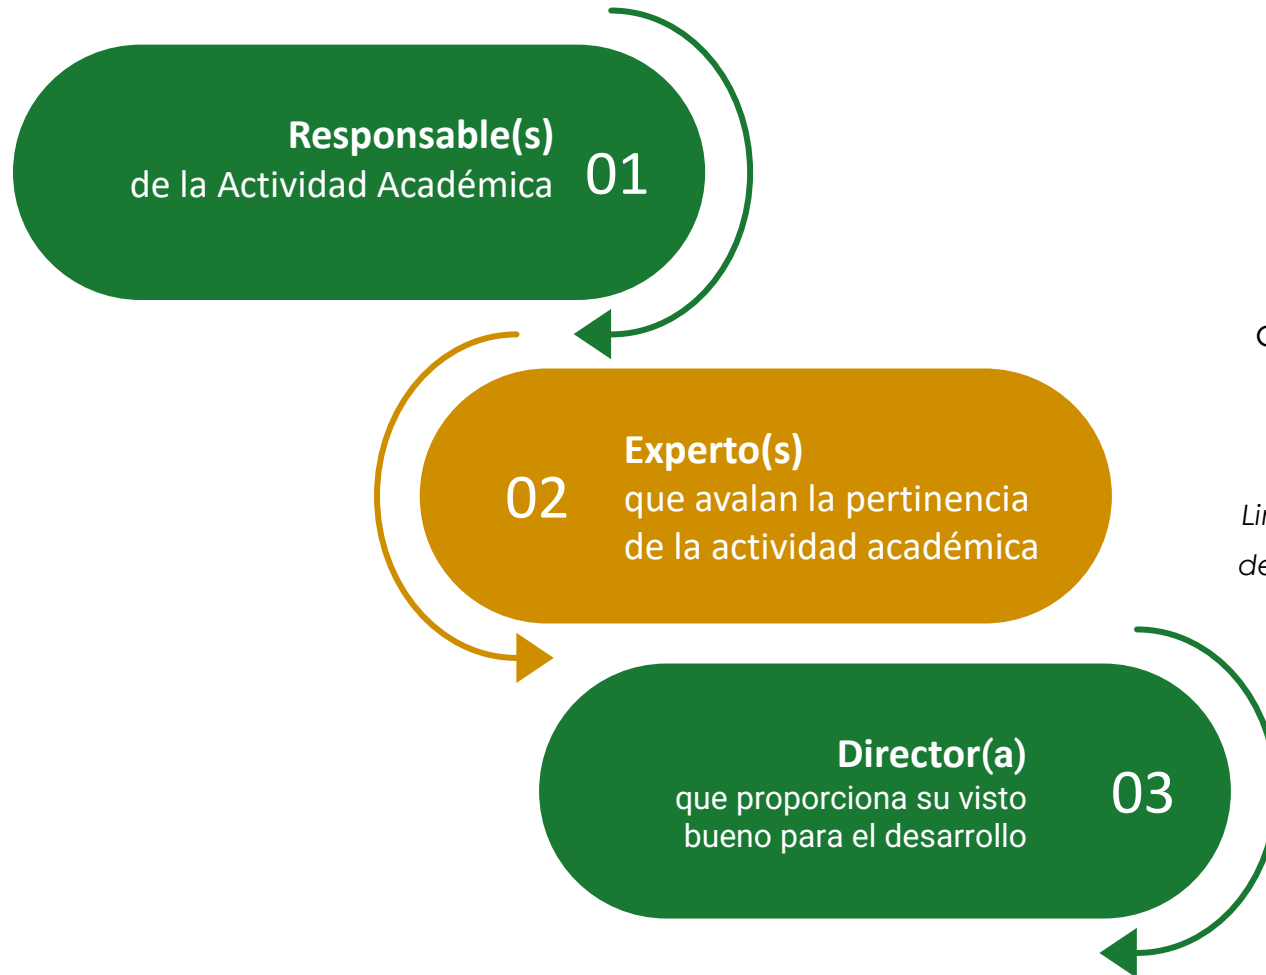 Responsable(s)
de la Actividad Académica
01
02
Experto(s)
que avalan la pertinencia
de la actividad académica
Director(a)
que proporciona su visto
bueno para el desarrollo
03